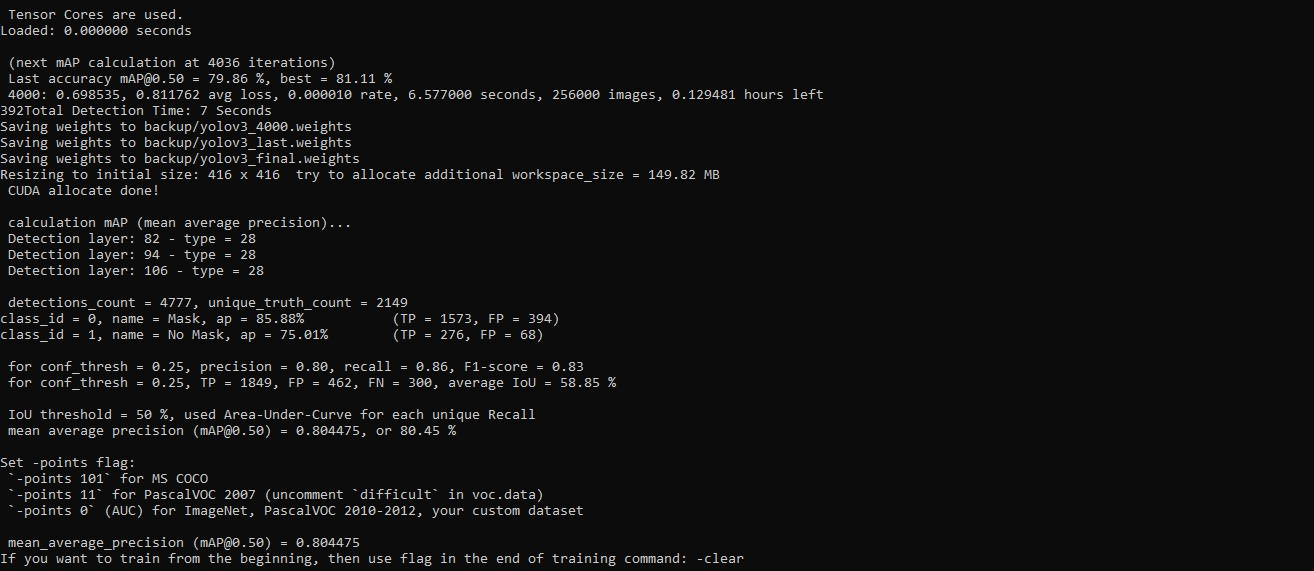 Tensor Cores are used.
Loaded: 0.000000 seconds
(next mAP calculation at 4036 iterations)
Last accuracy mAP@0.50 = 79.86 %, best = 81.11 %
4000: 0.698535, 0.811762 avg loss, 0.000010 rate, 6.577000 seconds, 256000 images, 0.129481 hours left
392Total Detection Time: 7 Seconds
Saving weights to backup/yolov3_4000.weights
Saving weights to backup/yolov3_last.weights
Saving weights to backup/yolov3_final.weights
Resizing to initial size: 416 x 416  try to allocate additional workspace_size = 149.82 MB
CUDA allocate done!
calculation mAP (mean average precision)...
Detection layer: 82 - type = 28
Detection layer: 94 - type = 28
Detection layer: 106 - type = 28
detections_count = 4777, unique_truth_count = 2149
class_id = 0, name = Mask, ap = 85.88%           (TP = 1573, FP = 394)
class_id = 1, name = No Mask, ap = 75.01%        (TP = 276, FP = 68)
for conf_thresh = 0.25, precision = 0.80, recall = 0.86, F1-score = 0.83
for conf_thresh = 0.25, TP = 1849, FP = 462, FN = 300, average IoU = 58.85 %
IoU threshold = 50 %, used Area-Under-Curve for each unique Recall
mean average precision (mAP@0.50) = 0.804475, or 80.45 %
Set -points flag:
`-points 101` for MS COCO
`-points 11` for PascalVOC 2007 (uncomment `difficult` in voc.data)
`-points 0` (AUC) for ImageNet, PascalVOC 2010-2012, your custom dataset
mean_average_precision (mAP@0.50) = 0.804475
If you want to train from the beginning, then use flag in the end of training command: -clear